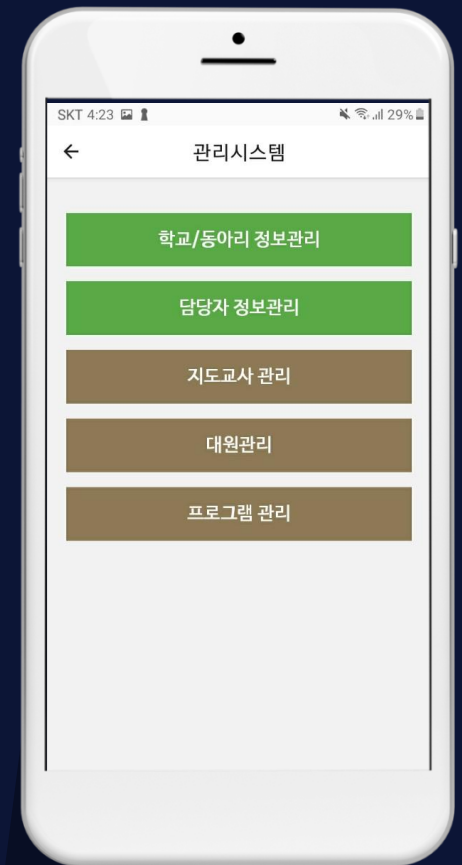 SKT 4:23 29%
관리시스템
학교/동아리 정보관리
담당자 정보관리
지도교사 관리
대원관리
프로그램 관리